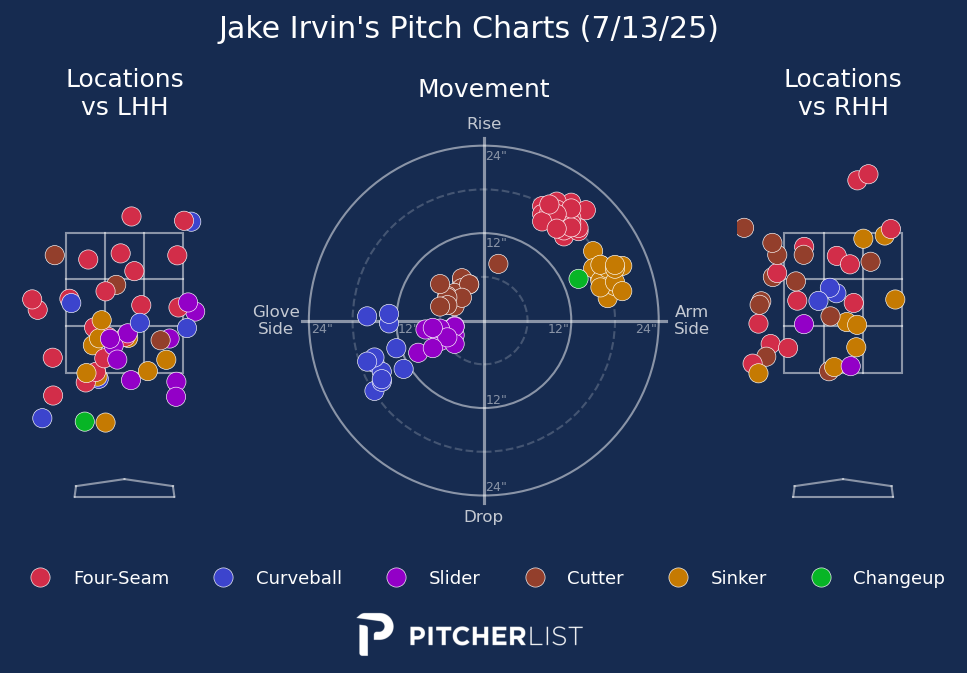 Jake Irvin's Pitch Charts (7/13/25)
Locations
vs LHH
Movement
Locations
vs RHH
Rise
24"
12"
Glove
Side
24"
12"
12"
24"
Arm
Side
12"
24"
Drop
Four-Seam
Curveball
Slider
Cutter
Sinker
Changeup
PITCHERLIST